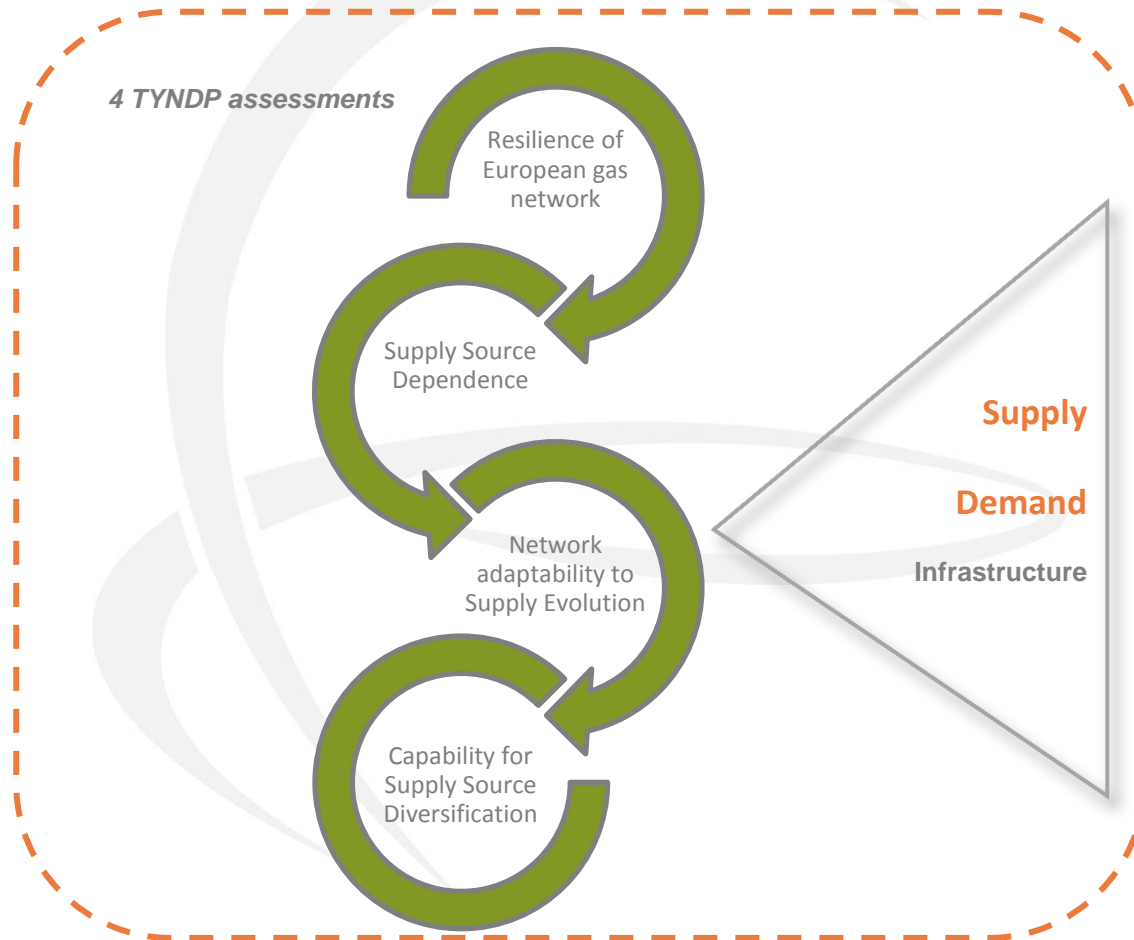 4 TYNDP assessments
Resilience of
European gas
network
Supply Source
Dependence
Network
adaptability to
Supply Evolution
Capability for
Supply Source
Diversification
Supply
Demand
Infrastructure